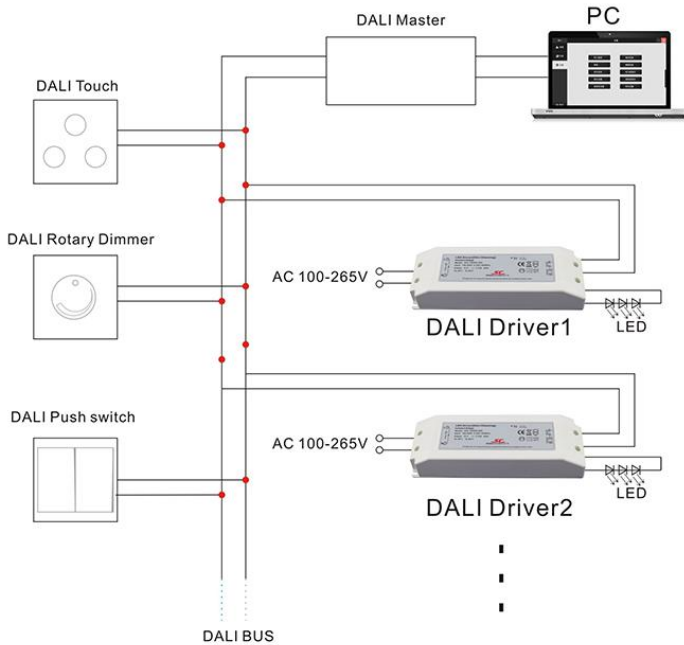 PC
DALI Master
DALI Touch
DALI Rotary Dimmer
AC 100-265V
DALI Driver1
LED
DALI Push switch
AC 100-265V
DALI Driver2
LED
DALI BUS